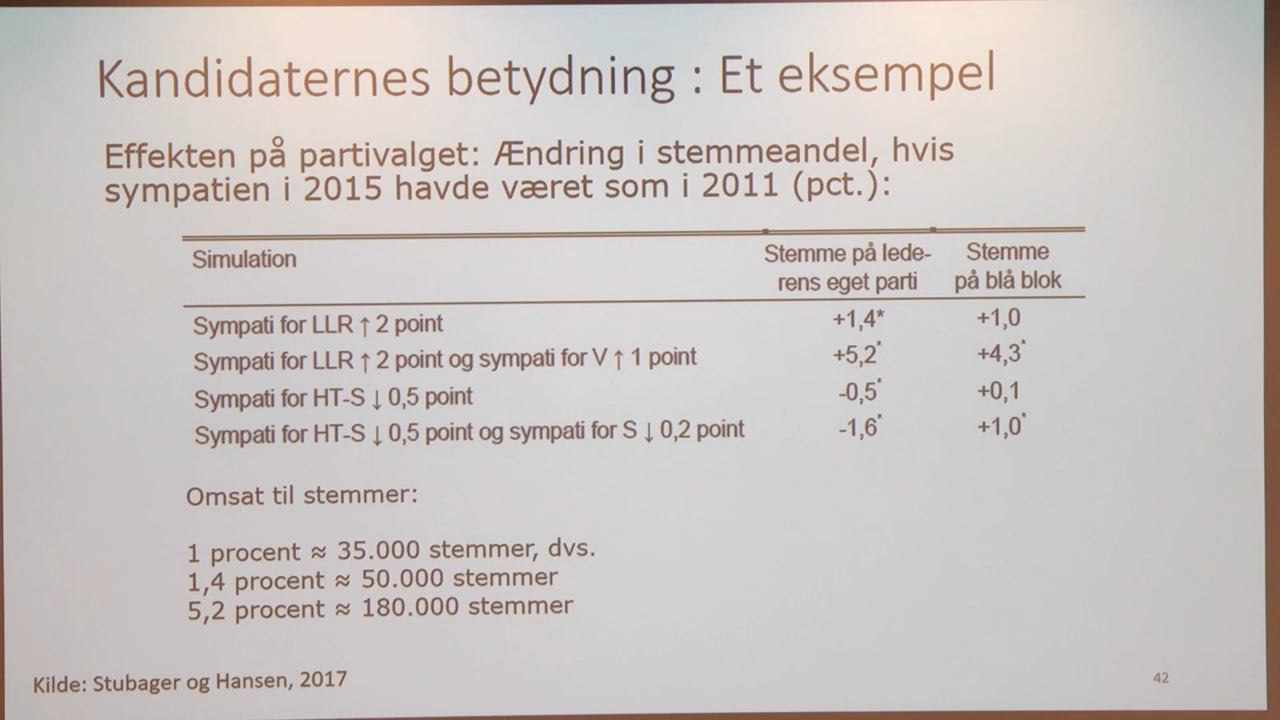 Kandidaternes betydning : Et eksempel
Effekten på partivalget: Ændring i stemmeandel, hvis
sympatien i 2015 havde været som i 2011 (pct.):
Simulation Stemme på lede- Stemme
rens eget parti på blå blok
Sympati for LLR ↑ 2 point +1,4* +1,0
Sympati for LLR ↑ 2 point og sympati for V ↑ 1 point +5,2* +4,3*
Sympati for HT-S ↓ 0,5 point -0,5* +0,1
Sympati for HT-S ↓ 0,5 point og sympati for S ↓ 0,2 point -1,6* +1,0*
Omsat til stemmer:
1 procent ≈ 35.000 stemmer, dvs.
1,4 procent ≈ 50.000 stemmer
5,2 procent ≈ 180.000 stemmer
Kilde: Stubager og Hansen, 2017
42